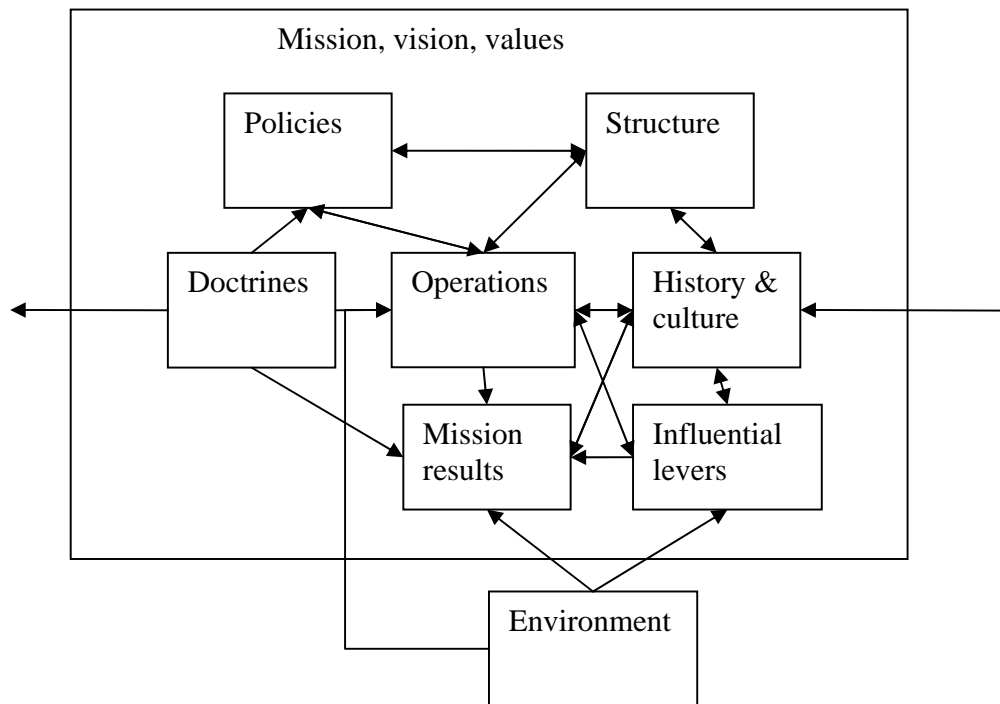 Mission, vision, values
Policies
Structure
Doctrines
Operations
History &
culture
Mission
results
Influential
levers
Environment